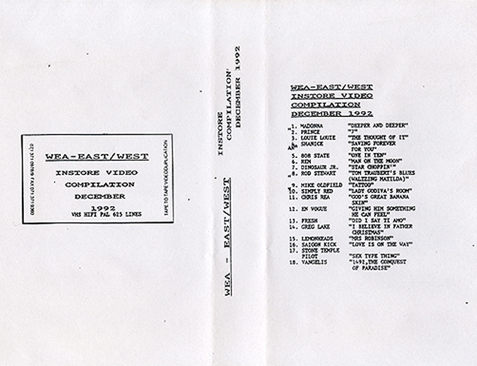 WEA-EAST/WEST
INSTORE VIDEO
COMPILATION
DECEMBER
1992
VHS HIFI PAL 625 LINES
TAPE TO TAPE VIDEO DUPLICATION
WEA - EAST/WEST
INSTORE
COMPILATION
DECEMBER 1992
WEA-EAST/WEST
INSTORE VIDEO
COMPILATION
DECEMBER 1992
1. MADONNA "DEEPER AND DEEPER"
2. PRINCE "7"
3. LOUIE LOUIE "THE THOUGHT OF IT"
SHANICE "SAVING FOREVER
FOR YOU"
5. 808 STATE "ONE IN TEN"
6. REM "MAN ON THE MOON"
7. DINOSAUR JR. "STAR CHOPPIN'"
8. ROD STEWART "TOM TRAUBERT'S BLUES
(WALTZING MATILDA)"
9. MIKE OLDFIELD "TATTOO"
10. SIMPLY RED "LADY GODIVA'S ROOM"
11. CHRIS REA "GOD'S GREAT BANANA
SKIN"
12. EN VOGUE "GIVING HIM SOMETHING
HE CAN FEEL"
13. FRESH "DID I SAY TI AMO"
14. GREG LAKE "I BELIEVE IN FATHER
CHRISTMAS"
15. LEMONHEADS "MRS ROBINSON"
16. SAIGON KICK "LOVE IS ON THE WAY"
17. STONE TEMPLE
PILOT "SEX TYPE THING"
18. VANGELIS "1492, THE CONQUEST
OF PARADISE"